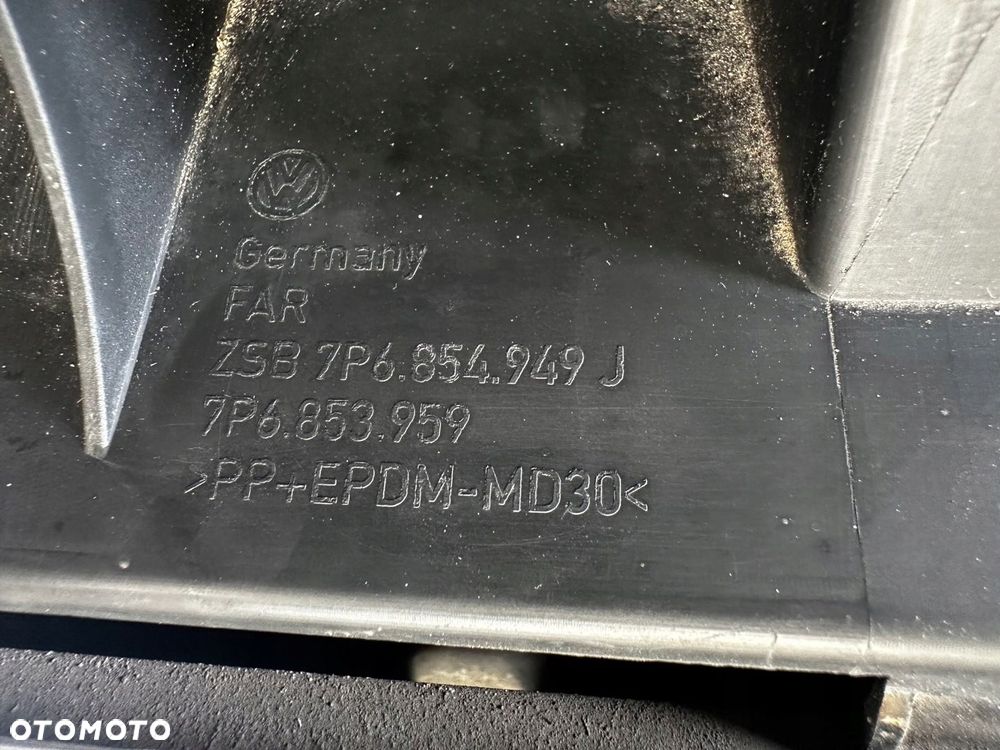 Germany
FAR
ZSB 7P6.854.949 J
7P6.853.959
>PP+EPDM-MD30<
OTOMOTO